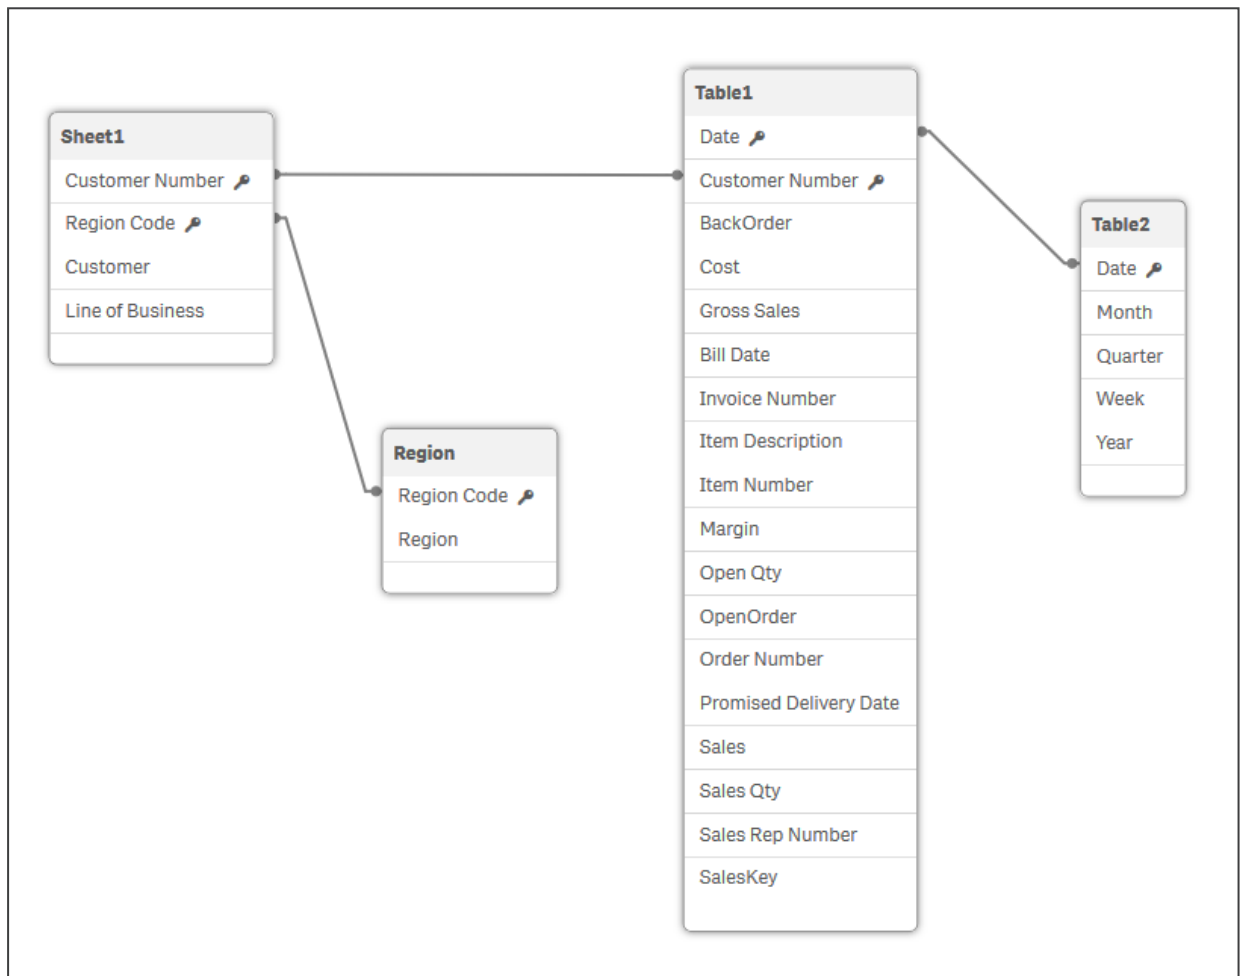 Sheet1
Customer Number
Region Code
Customer
Line of Business
Region
Region Code
Region
Table1
Date
Customer Number
BackOrder
Cost
Gross Sales
Bill Date
Invoice Number
Item Description
Item Number
Margin
Open Qty
OpenOrder
Order Number
Promised Delivery Date
Sales
Sales Qty
Sales Rep Number
SalesKey
Table2
Date
Month
Quarter
Week
Year